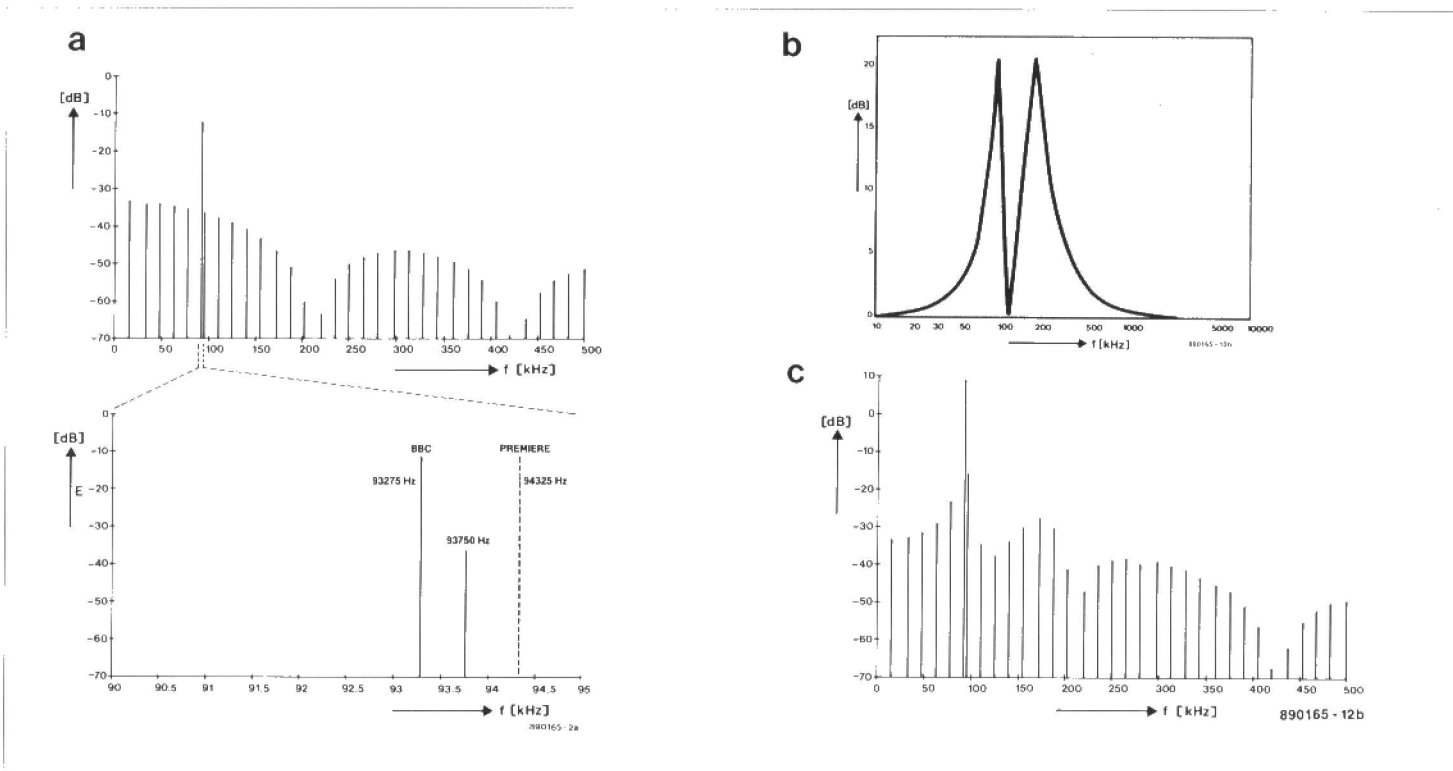 a
[dB]
0
-10
-20
-30
-40
-50
-60
-70
0 50 100 150 200 250 300 350 400 450 500
f [kHz]
[dB]
E
0
-10
-20
-30
-40
-50
-60
-70
BBC PREMIERE
93275 Hz 94325 Hz
93750 Hz
90 90.5 91 91.5 92 92.5 93 93.5 94 94.5 95
f [kHz]
890165 - 2a
b
[dB]
20
15
10
5
0
10 20 30 50 100 200 500 1000 5000 10000
f [kHz]
890165 - 12b
c
[dB]
10
0
-10
-20
-30
-40
-50
-60
-70
0 50 100 150 200 250 300 350 400 450 500
f [kHz]
890165 - 12b